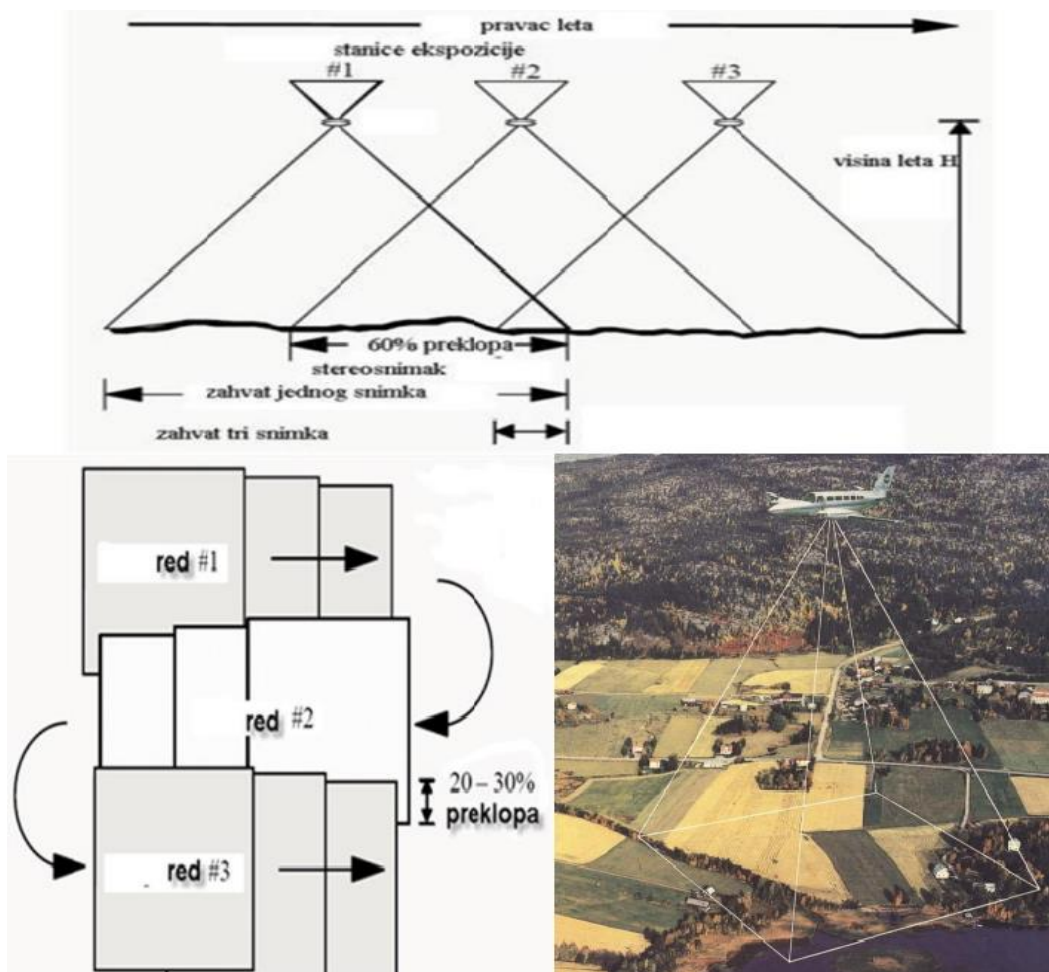 pravac leta
stanice ekspozicije
#1 #2 #3
visina leta H
60% preklopa
stereosnimak
zahvat jednog snimka
zahvat tri snimka
red #1
red #2
20 – 30%
preklopa
red #3